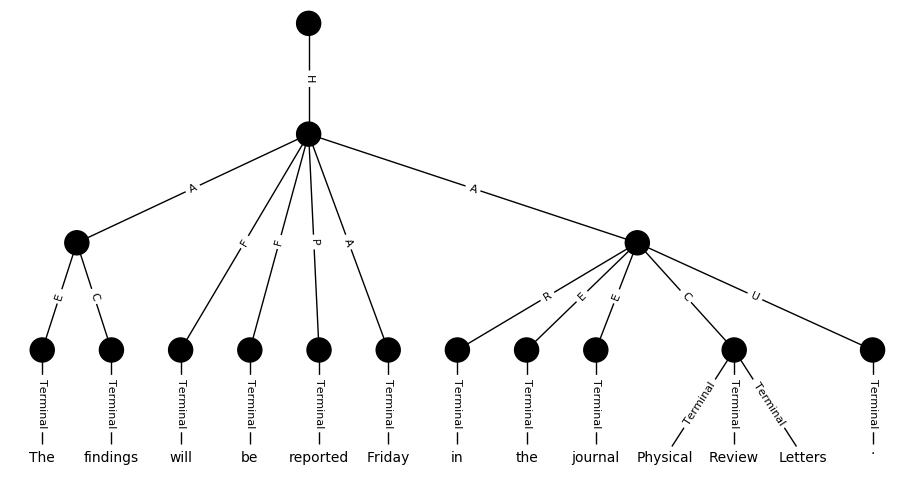 H
A F F P A A
E C R E E C U
Terminal Terminal Terminal Terminal Terminal Terminal Terminal Terminal Terminal Terminal Terminal Terminal Terminal
The findings will be reported Friday in the journal Physical Review Letters .